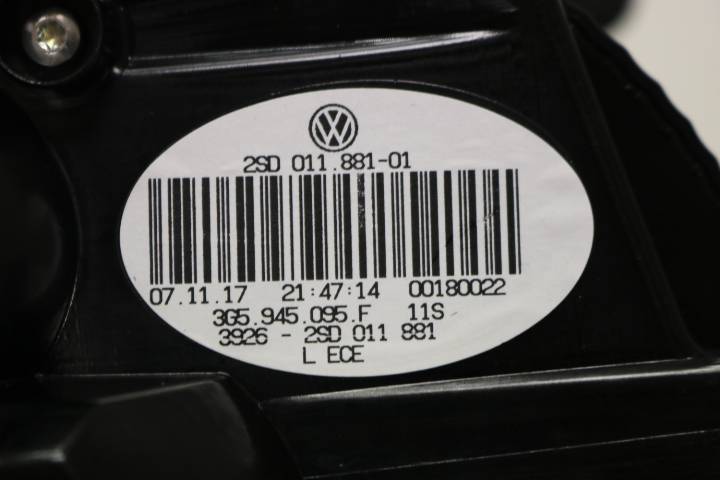 2SD 011.881-01
07.11.17 21:47:14 00180022
3G5.945.095.F 11S
3926 - 2SD 011 881
L ECE